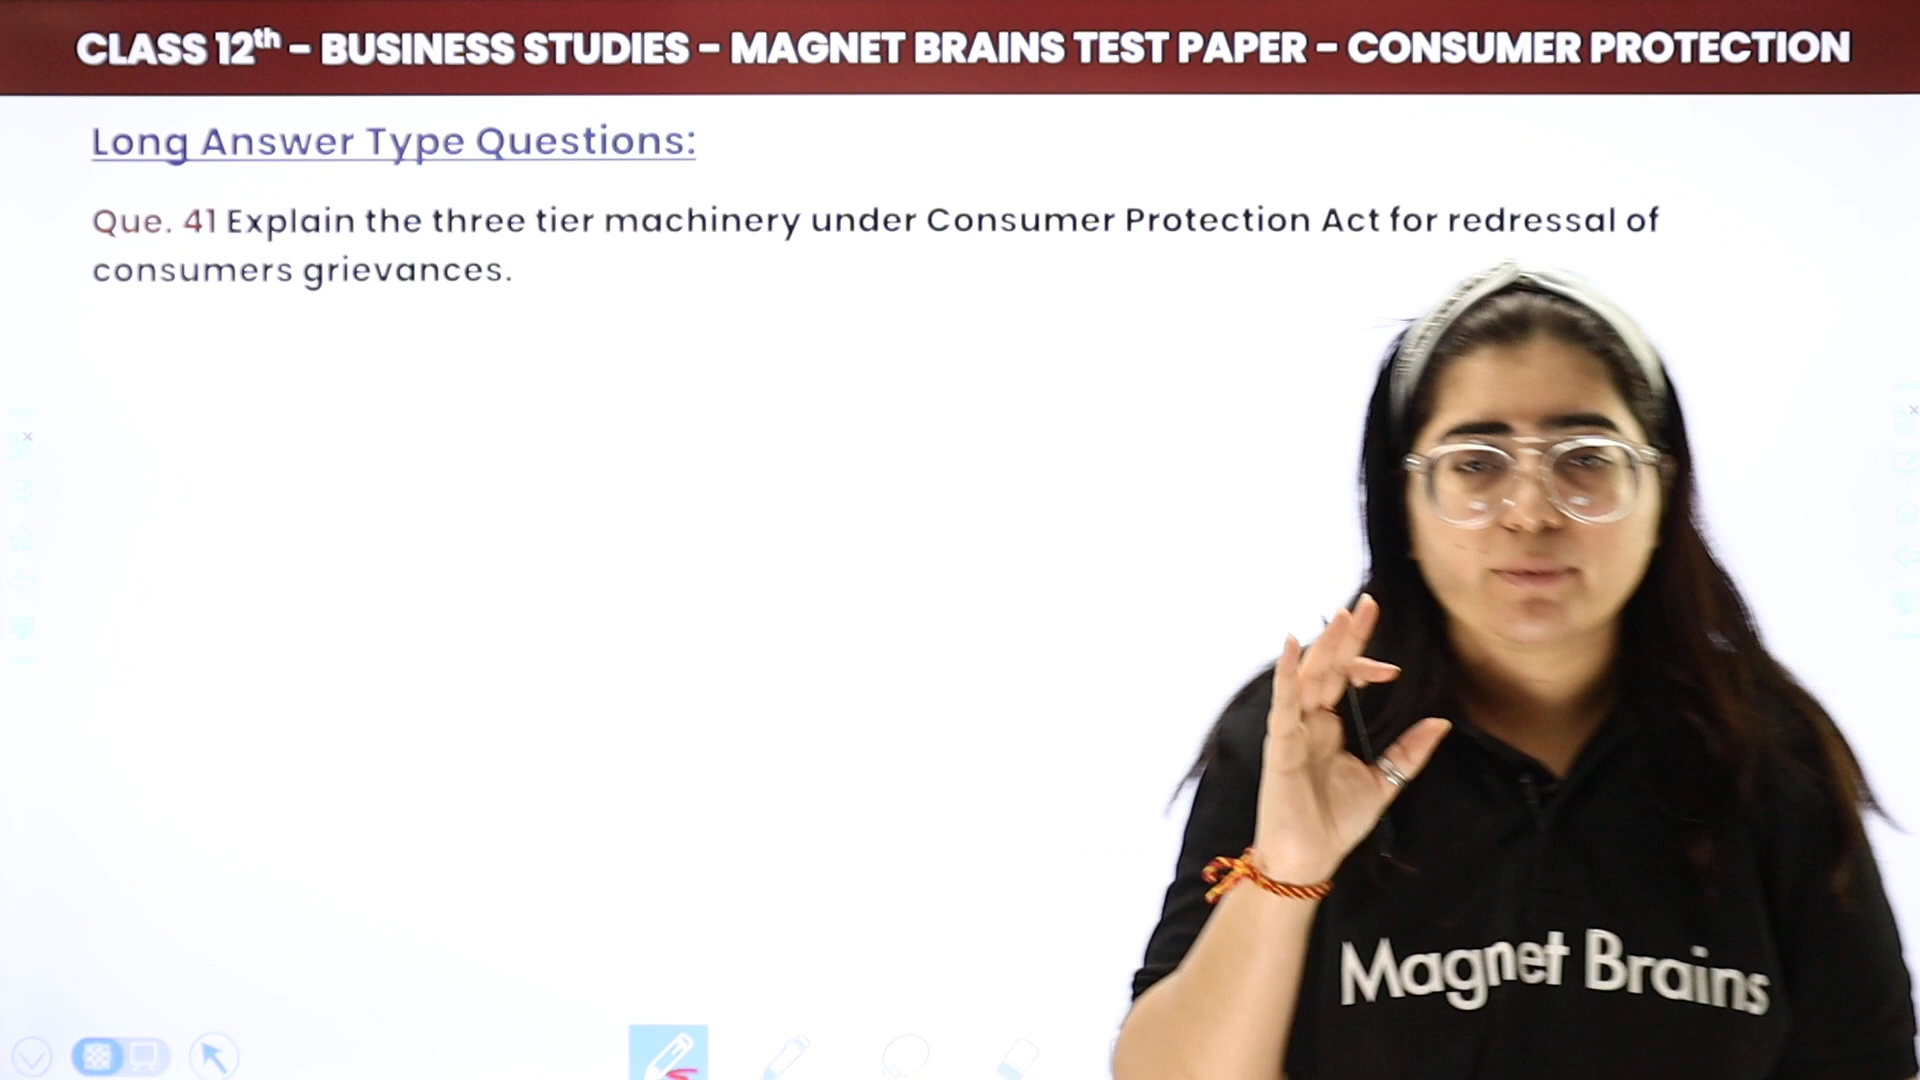 CLASS 12th – BUSINESS STUDIES – MAGNET BRAINS TEST PAPER – CONSUMER PROTECTION
Long Answer Type Questions:
Que. 41 Explain the three tier machinery under Consumer Protection Act for redressal of
consumers grievances.
Magnet Brains